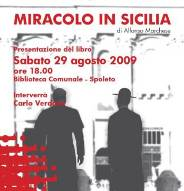 MIRACOLO IN SICILIA
di Alfonso Marchese
Presentazione del libro
Sabato 29 agosto 2009
ore 18.00
Biblioteca Comunale - Spoleto
Interverrà
Carlo